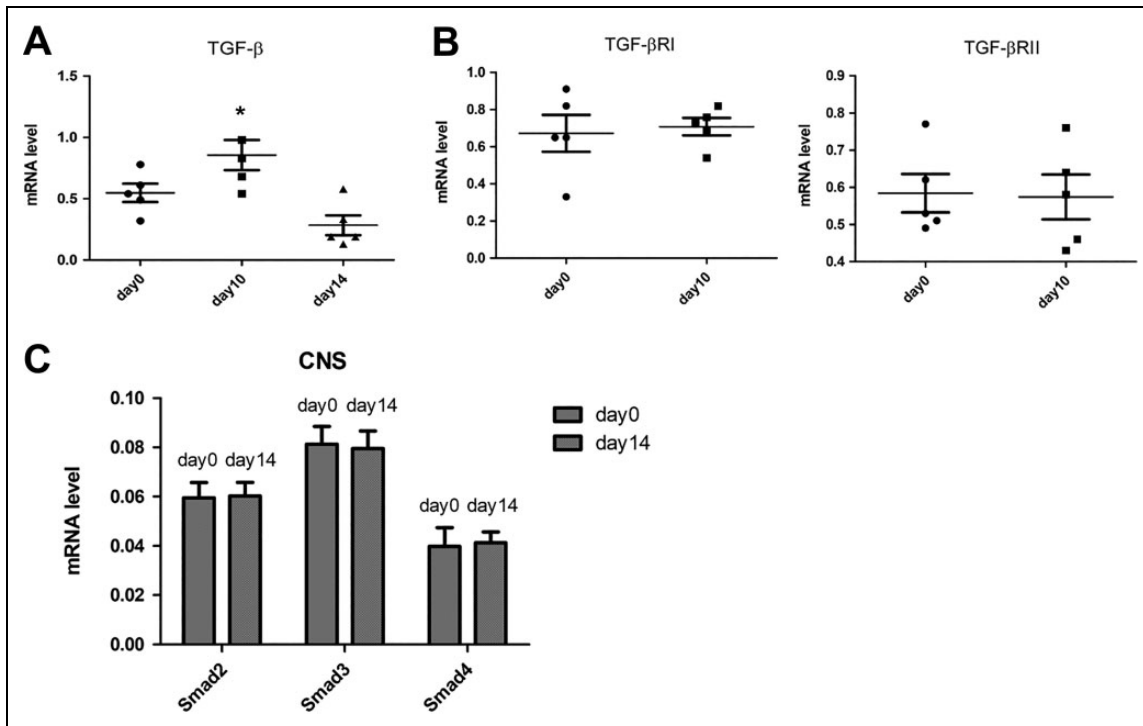 A
TGF-β
mRNA level
1.5
1.0
0.5
0.0
*
day0
day10
day14
B
TGF-βRI
mRNA level
1.0
0.8
0.6
0.4
0.2
0.0
day0
day10
TGF-βRII
mRNA level
0.9
0.8
0.7
0.6
0.5
0.4
day0
day10
C
CNS
mRNA level
0.10
0.08
0.06
0.04
0.02
0.00
day0 day14
day0 day14
day0 day14
Smad2
Smad3
Smad4
day0
day14